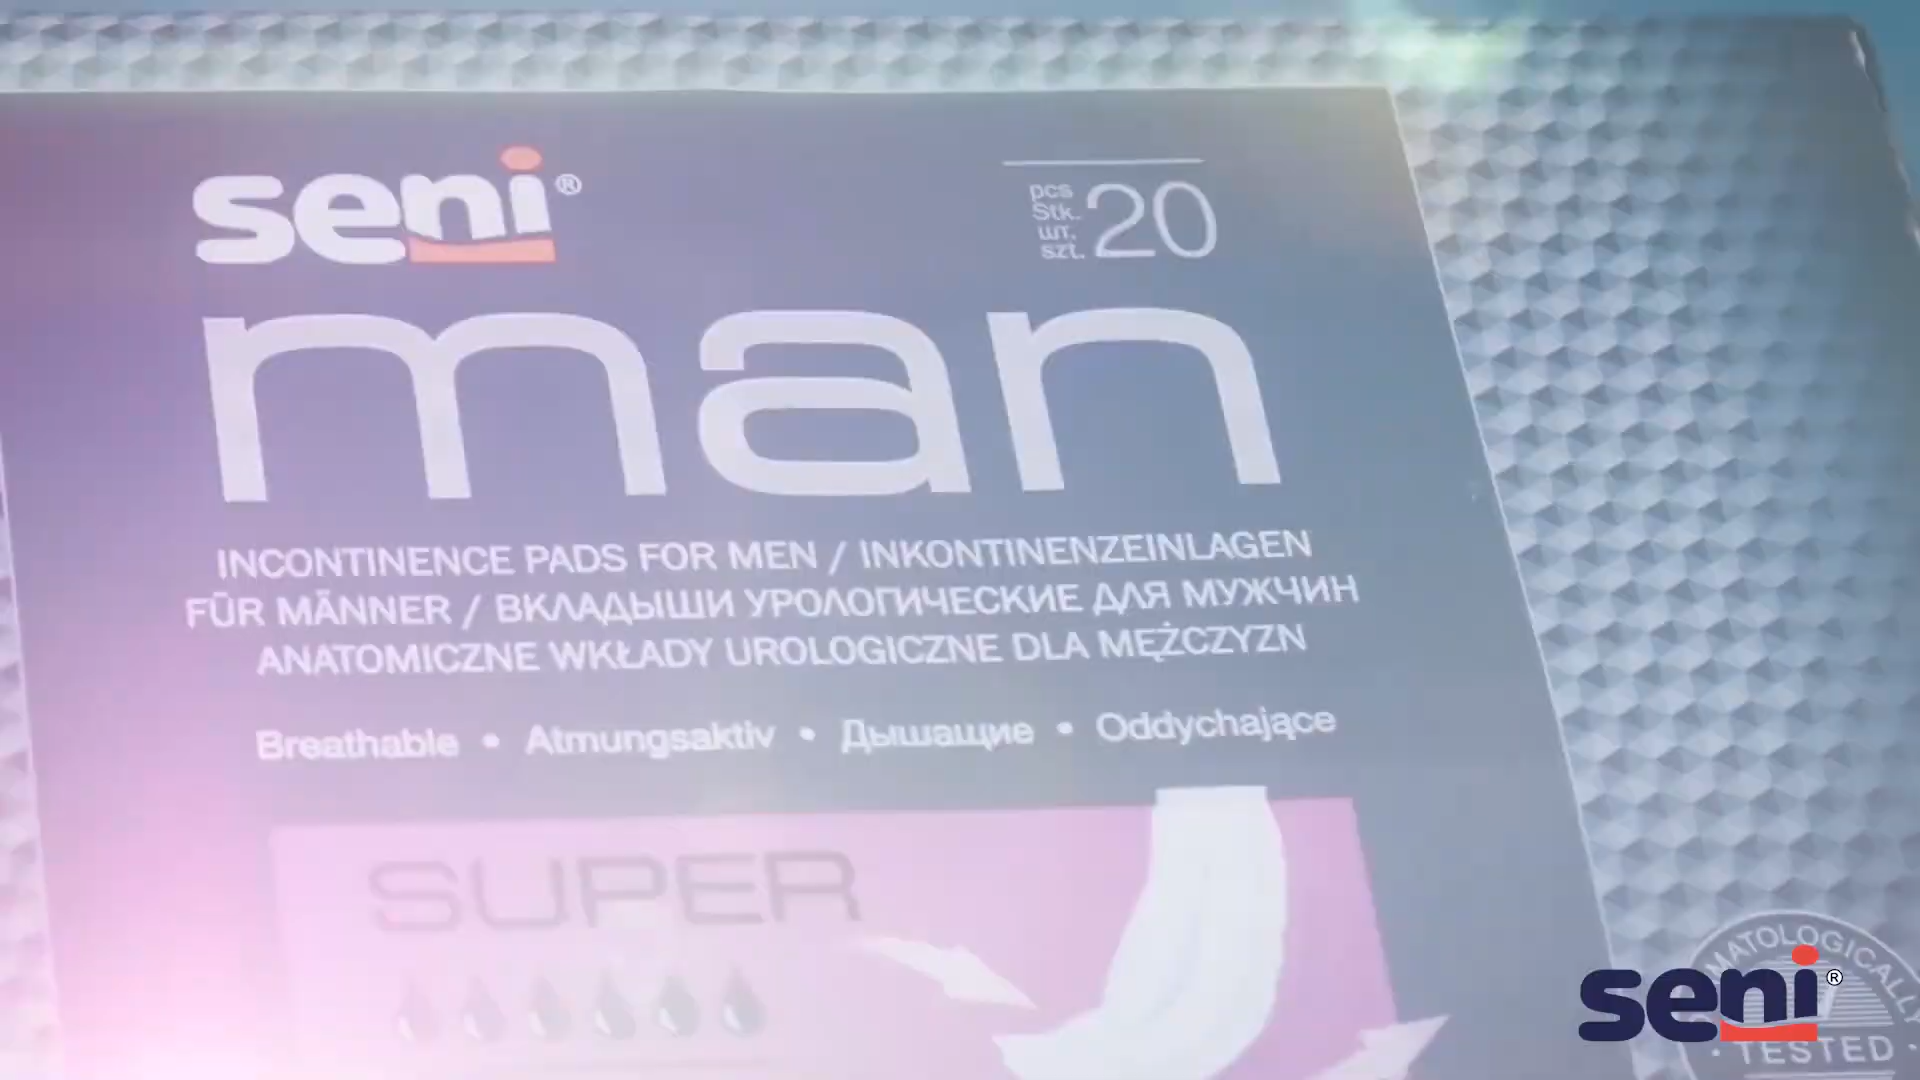 seni®
pcs
Stk.
шт.
szt.
20
man
INCONTINENCE PADS FOR MEN / INKONTINENZEINLAGEN
FÜR MÄNNER / ВКЛАДЫШИ УРОЛОГИЧЕСКИЕ ДЛЯ МУЖЧИН
ANATOMICZNE WKŁADY UROLOGICZNE DLA MĘŻCZYZN
Breathable • Atmungsaktiv • Дышащие • Oddychające
SUPER
seni®
· TESTED ·